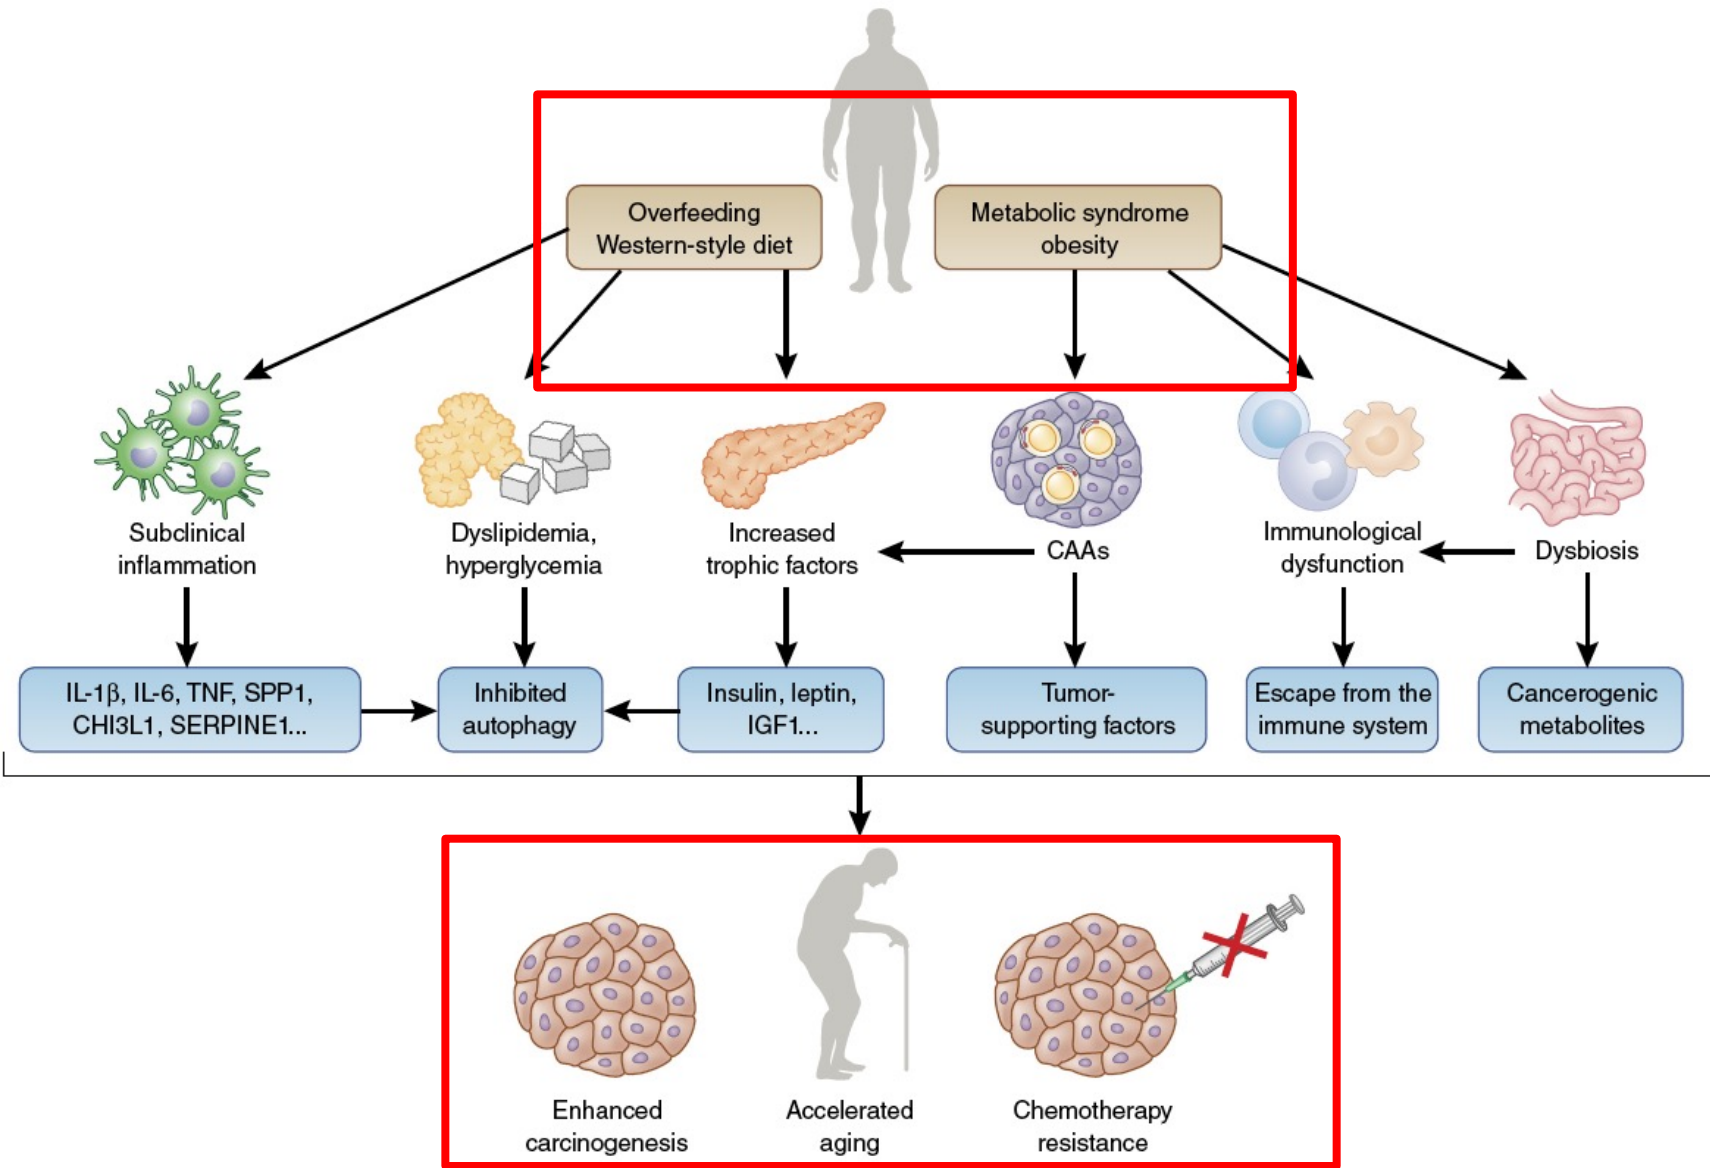 Overfeeding
Western-style diet
Metabolic syndrome
obesity
Subclinical
inflammation
Dyslipidemia,
hyperglycemia
Increased
trophic factors
CAAs
Immunological
dysfunction
Dysbiosis
IL-1β, IL-6, TNF, SPP1,
CHI3L1, SERPINE1...
Inhibited
autophagy
Insulin, leptin,
IGF1...
Tumor-
supporting factors
Escape from the
immune system
Cancerogenic
metabolites
Enhanced
carcinogenesis
Accelerated
aging
Chemotherapy
resistance